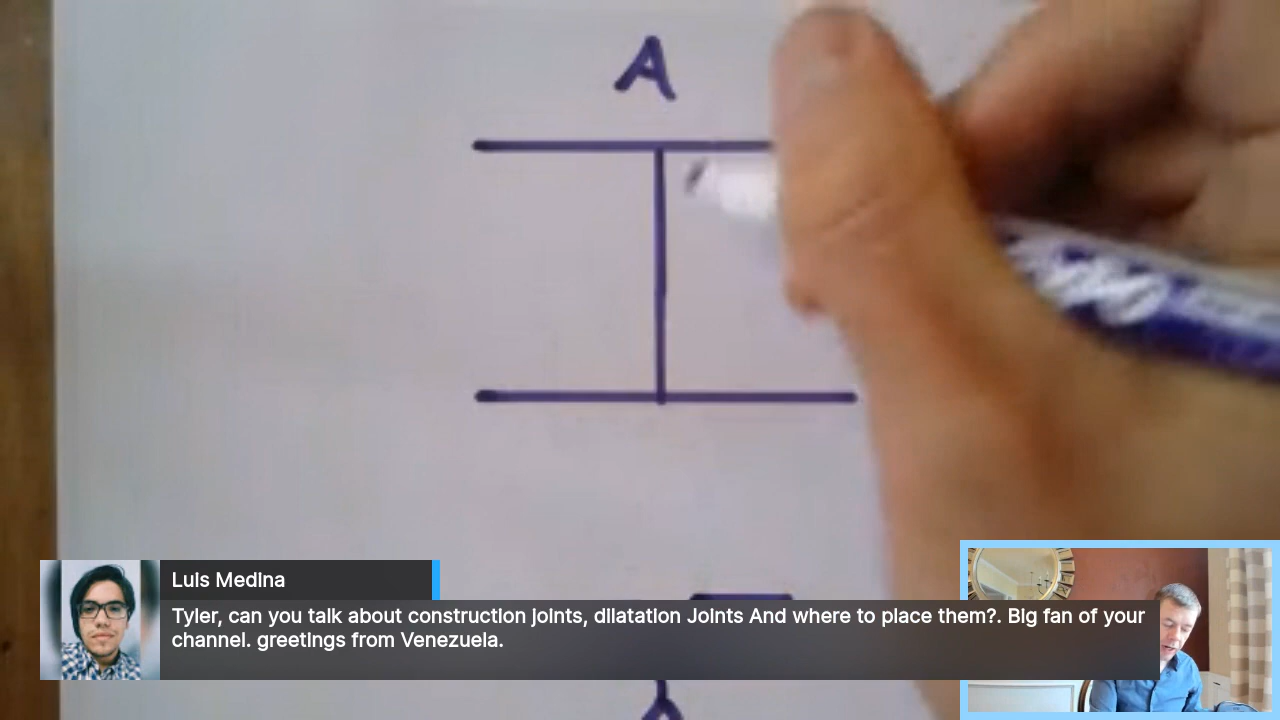 A
Luis Medina
Tyler, can you talk about construction joints, dilatation Joints And where to place them?. Big fan of your
channel. greetings from Venezuela.